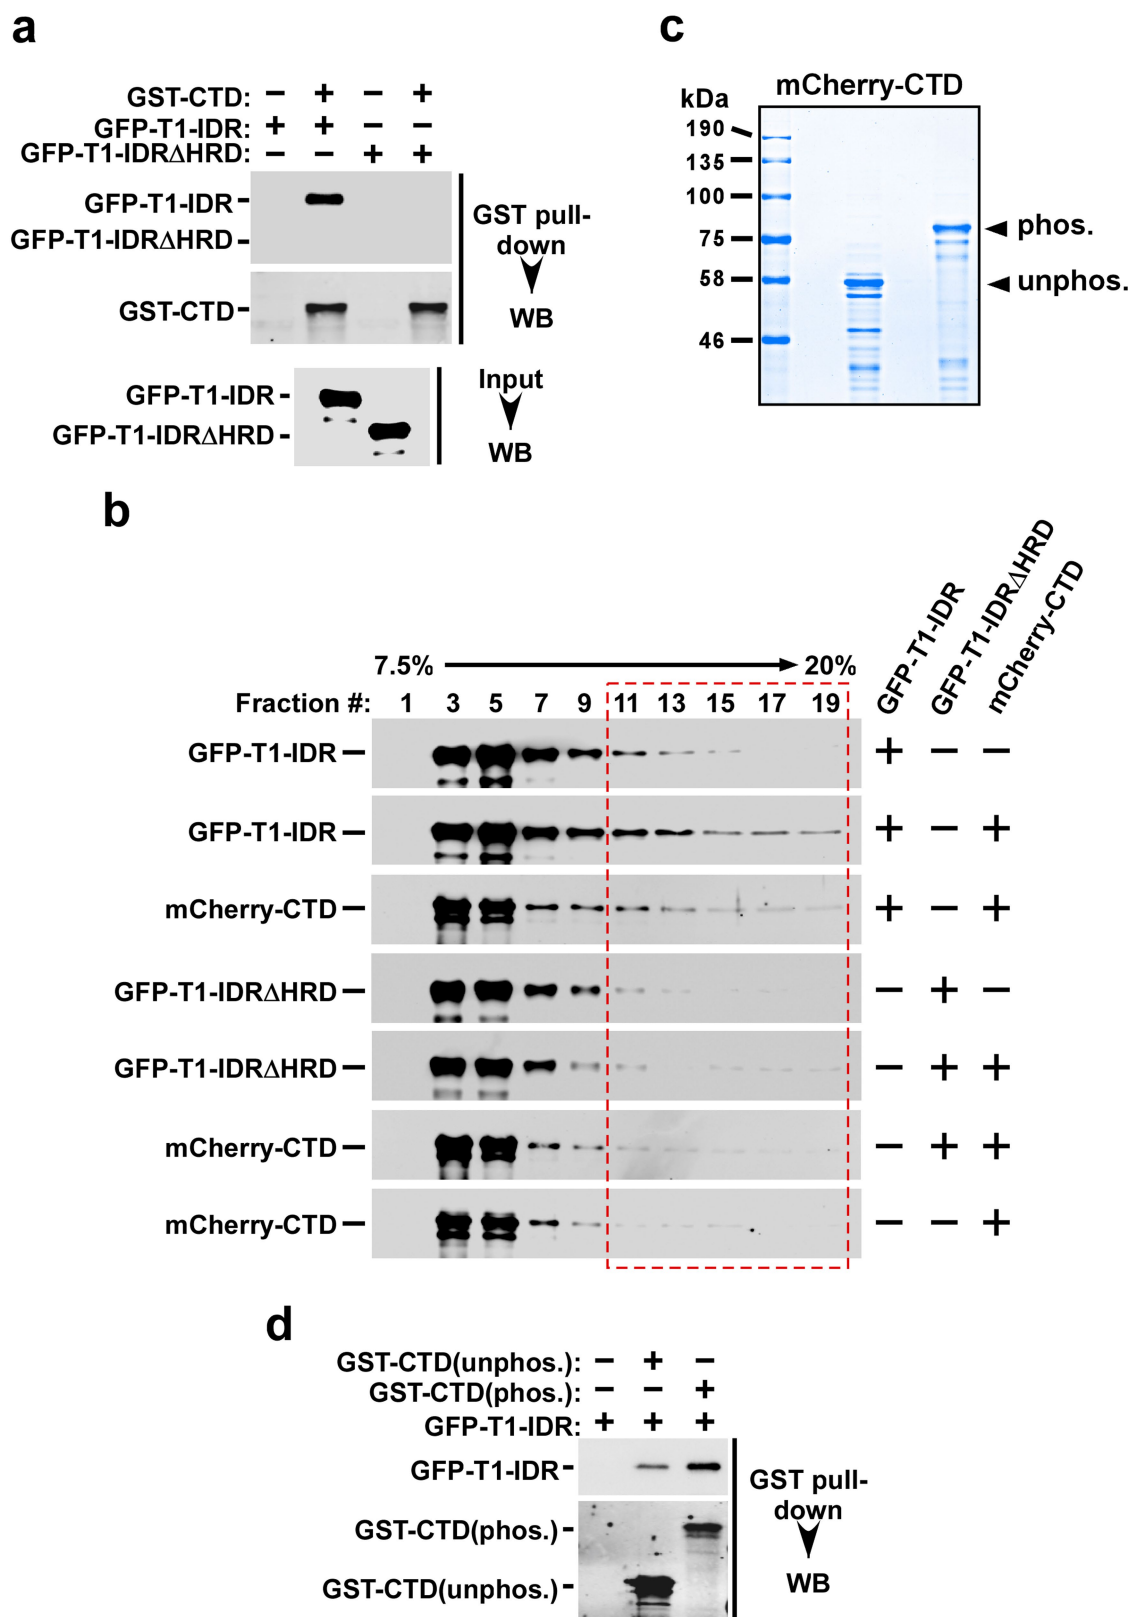 a
GST-CTD: – + – +
GFP-T1-IDR: + + – –
GFP-T1-IDRΔHRD: – – + +
GFP-T1-IDR
GFP-T1-IDRΔHRD
GST-CTD
GST pull-
down
WB
GFP-T1-IDR
GFP-T1-IDRΔHRD
Input
WB
c
mCherry-CTD
kDa
190
135
100
75
58
46
phos.
unphos.
b
GFP-T1-IDR
GFP-T1-IDRΔHRD
mCherry-CTD
7.5% 20%
Fraction #: 1 3 5 7 9 11 13 15 17 19
GFP-T1-IDR + – –
GFP-T1-IDR + – +
mCherry-CTD + – +
GFP-T1-IDRΔHRD – + –
GFP-T1-IDRΔHRD – + +
mCherry-CTD – + +
mCherry-CTD – – +
d
GST-CTD(unphos.): – + –
GST-CTD(phos.): – – +
GFP-T1-IDR: + + +
GFP-T1-IDR
GST-CTD(phos.)
GST-CTD(unphos.)
GST pull-
down
WB